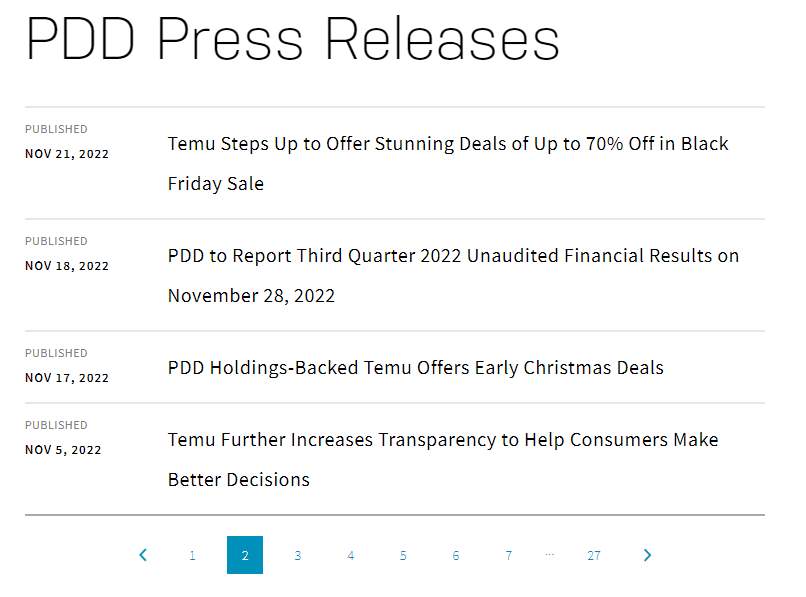 PDD Press Releases
PUBLISHED
NOV 21, 2022
Temu Steps Up to Offer Stunning Deals of Up to 70% Off in Black
Friday Sale
PUBLISHED
NOV 18, 2022
PDD to Report Third Quarter 2022 Unaudited Financial Results on
November 28, 2022
PUBLISHED
NOV 17, 2022
PDD Holdings-Backed Temu Offers Early Christmas Deals
PUBLISHED
NOV 5, 2022
Temu Further Increases Transparency to Help Consumers Make
Better Decisions
1 2 3 4 5 6 7 ... 27